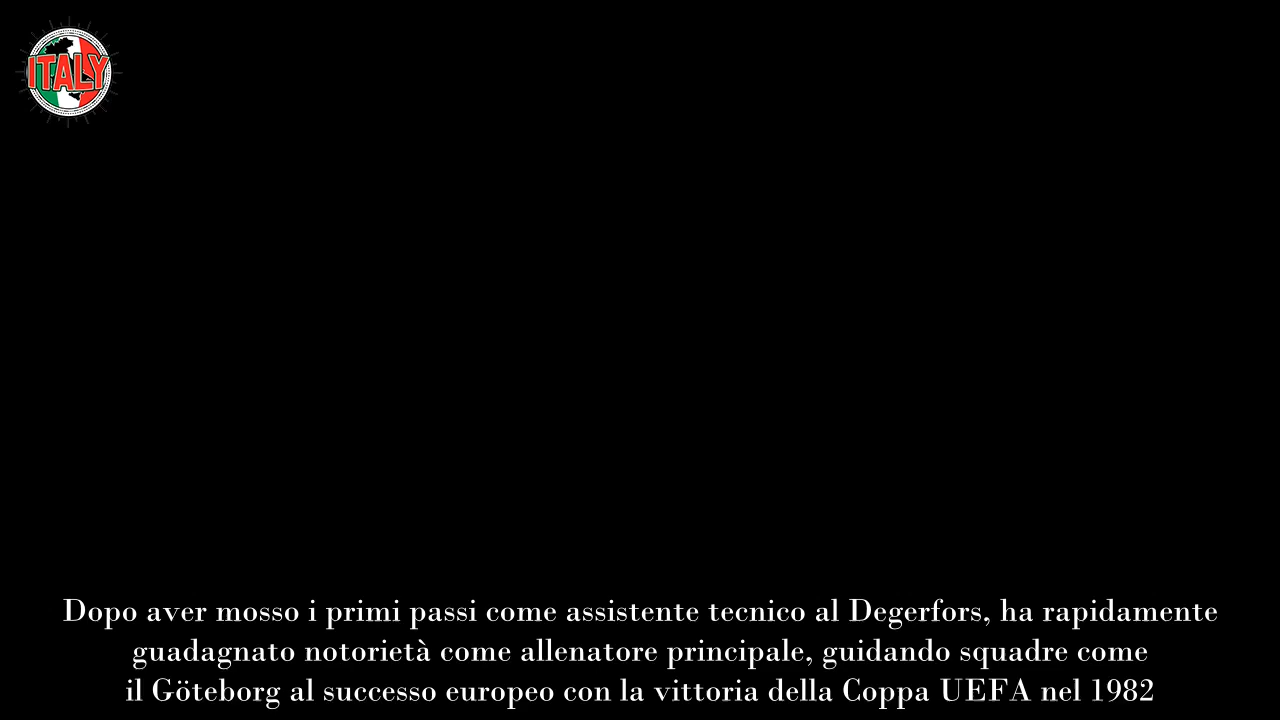 ITALY
Dopo aver mosso i primi passi come assistente tecnico al Degerfors, ha rapidamente
guadagnato notorietà come allenatore principale, guidando squadre come
il Göteborg al successo europeo con la vittoria della Coppa UEFA nel 1982